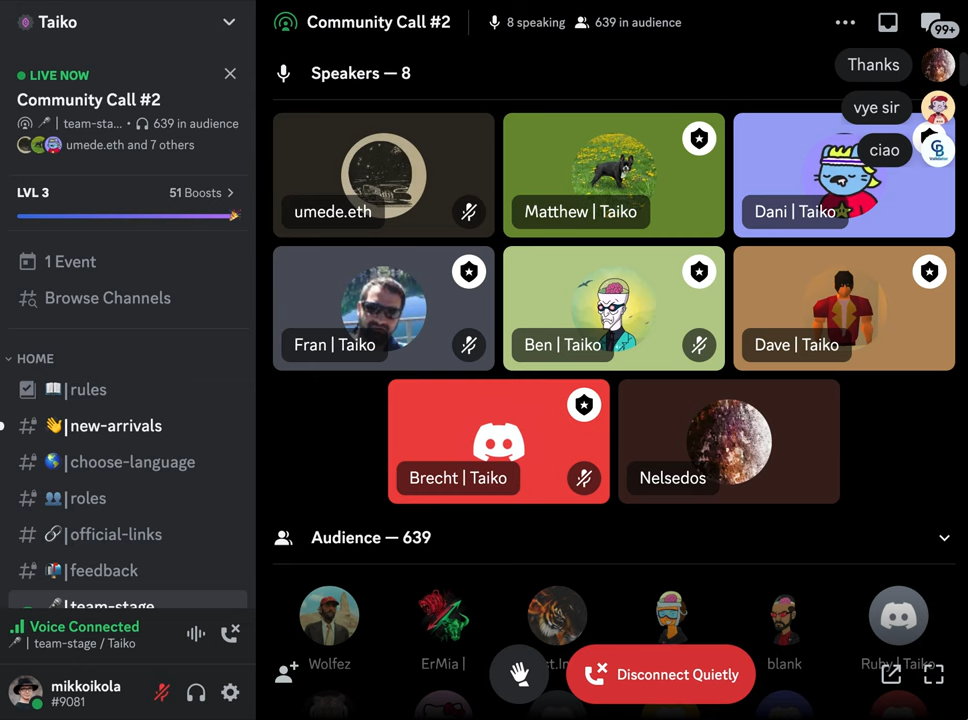 Taiko
LIVE NOW
Community Call #2
team-sta... • 639 in audience
umede.eth and 7 others
LVL 3
51 Boosts
1 Event
Browse Channels
HOME
|rules
|new-arrivals
|choose-language
|roles
|official-links
|feedback
|team-stage
Voice Connected
| team-stage / Taiko
mikkoikola
#9081
Community Call #2
8 speaking
639 in audience
99+
Speakers — 8
Thanks
vye sir
ciao
umede.eth
Matthew | Taiko
Dani | Taiko
Fran | Taiko
Ben | Taiko
Dave | Taiko
Brecht | Taiko
Nelsedos
Audience — 639
Wolfez
ErMia |
blank
Ruby | Taiko
Disconnect Quietly